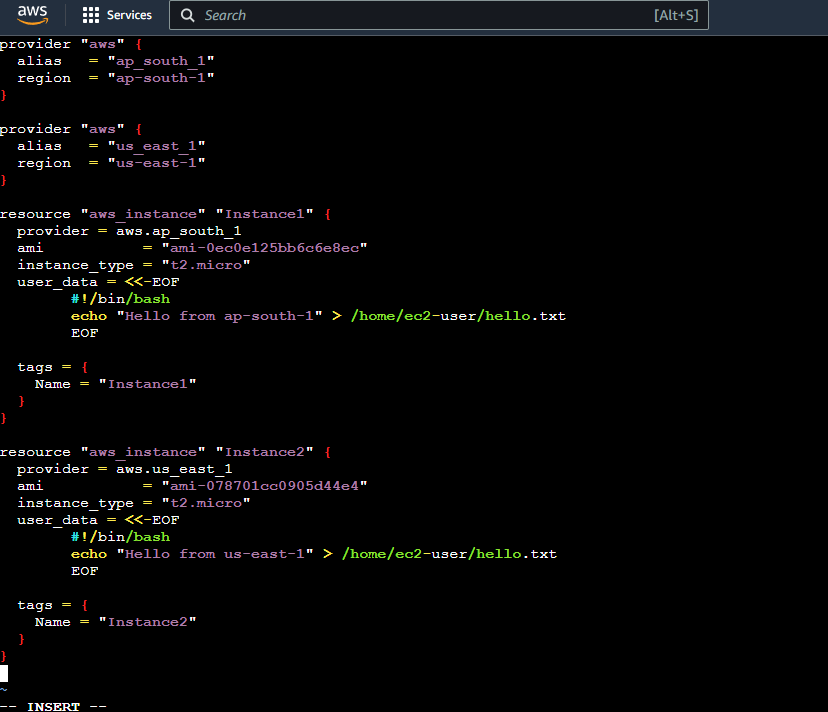 aws Services Search [Alt+S]
provider "aws" {
  alias   = "ap_south_1"
  region  = "ap-south-1"
}

provider "aws" {
  alias   = "us_east_1"
  region  = "us-east-1"
}

resource "aws_instance" "Instance1" {
  provider = aws.ap_south_1
  ami           = "ami-0ec0e125bb6c6e8ec"
  instance_type = "t2.micro"
  user_data = <<-EOF
        #!/bin/bash
        echo "Hello from ap-south-1" > /home/ec2-user/hello.txt
        EOF

  tags = {
    Name = "Instance1"
  }
}

resource "aws_instance" "Instance2" {
  provider = aws.us_east_1
  ami           = "ami-078701cc0905d44e4"
  instance_type = "t2.micro"
  user_data = <<-EOF
        #!/bin/bash
        echo "Hello from us-east-1" > /home/ec2-user/hello.txt
        EOF

  tags = {
    Name = "Instance2"
  }
}

~
-- INSERT --